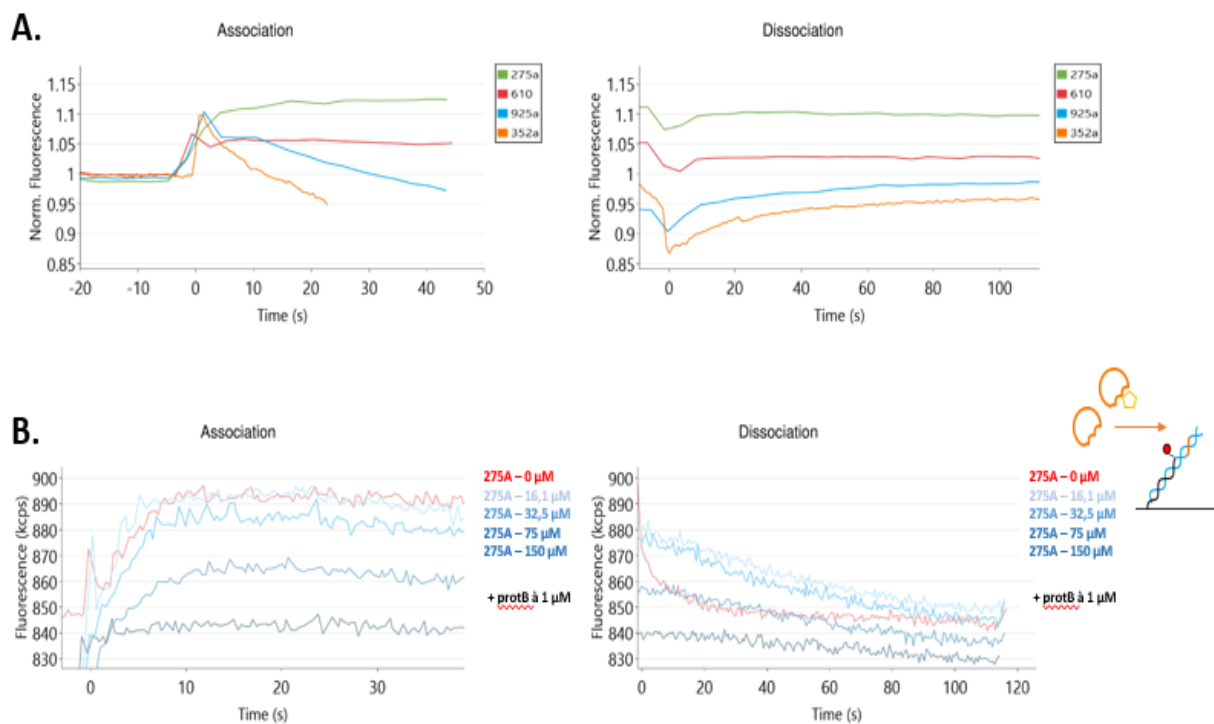 A.
Association
Norm. Fluorescence
1.15
1.1
1.05
1
0.95
0.9
0.85
-20 -10 0 10 20 30 40 50
Time (s)
275a
610
925a
352a
Dissociation
Norm. Fluorescence
1.15
1.1
1.05
1
0.95
0.9
0.85
0 20 40 60 80 100
Time (s)
275a
610
925a
352a
B.
Association
Fluorescence (kcps)
900
890
880
870
860
850
840
830
0 10 20 30
Time (s)
275A – 0 µM
275A – 16,1 µM
275A – 32,5 µM
275A – 75 µM
275A – 150 µM
+ protB à 1 µM
Dissociation
Fluorescence (kcps)
900
890
880
870
860
850
840
830
0 20 40 60 80 100 120
Time (s)
275A – 0 µM
275A – 16,1 µM
275A – 32,5 µM
275A – 75 µM
275A – 150 µM
+ protB à 1 µM